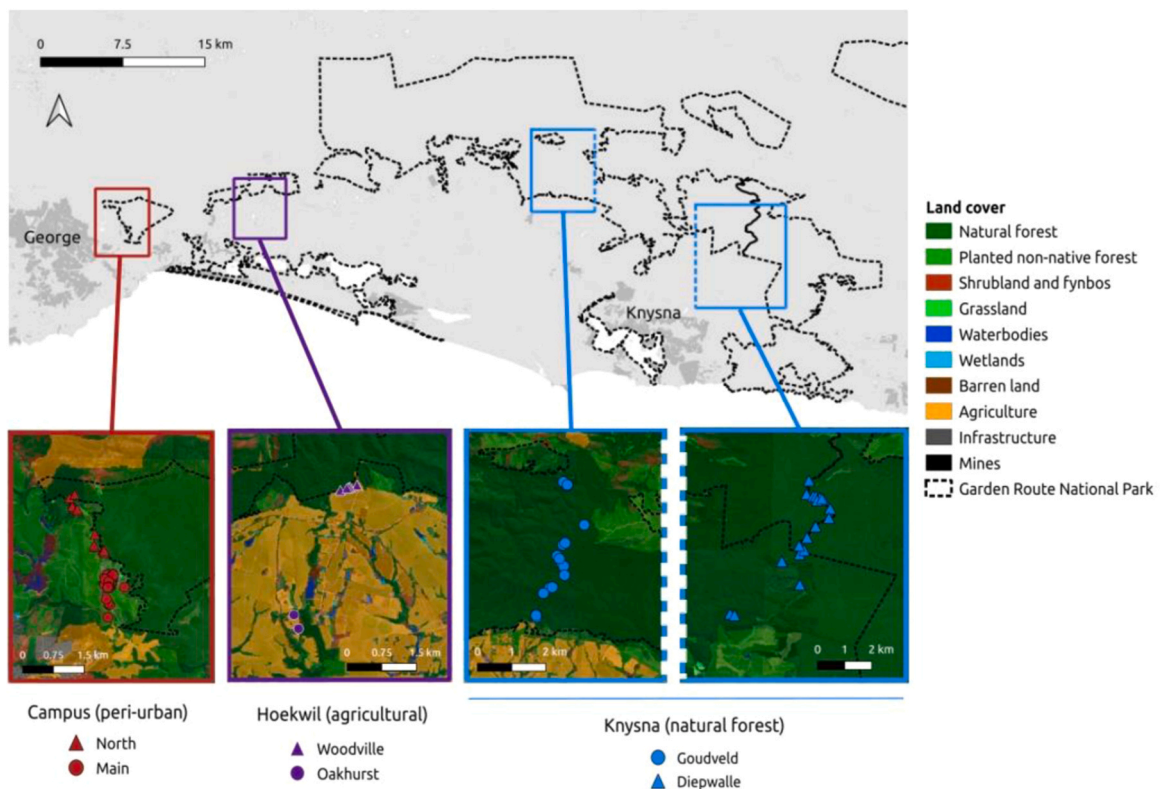 0 7.5 15 km
George
Knysna
Land cover
Natural forest
Planted non-native forest
Shrubland and fynbos
Grassland
Waterbodies
Wetlands
Barren land
Agriculture
Infrastructure
Mines
Garden Route National Park
0 0.75 1.5 km
0 0.75 1.5 km
0 1 2 km
0 1 2 km
Campus (peri-urban)
North
Main
Hoekwil (agricultural)
Woodville
Oakhurst
Knysna (natural forest)
Goudveld
Diepwalle